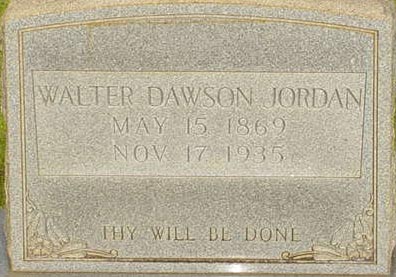 WALTER DAWSON JORDAN
MAY 15 1869
NOV 17 1935
THY WILL BE DONE